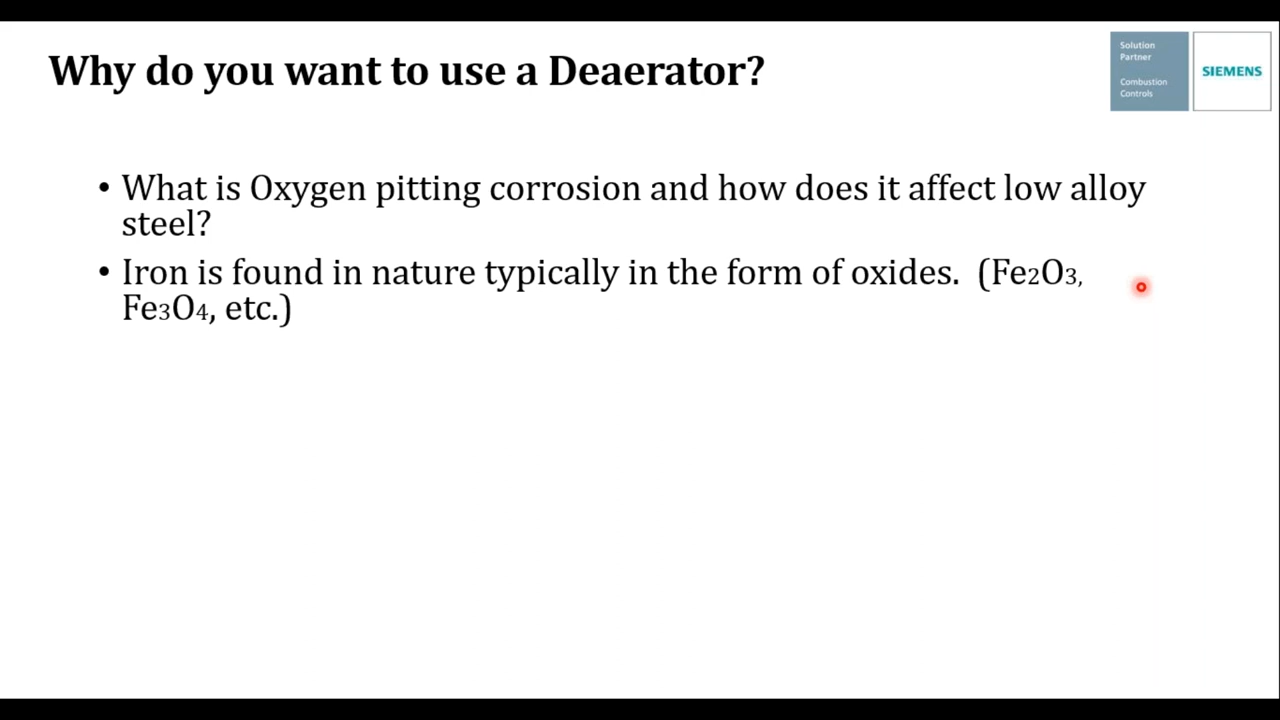 Why do you want to use a Deaerator?
Solution
Partner
Combustion
Controls
SIEMENS
• What is Oxygen pitting corrosion and how does it affect low alloy
steel?
• Iron is found in nature typically in the form of oxides.  (Fe2O3,
Fe3O4, etc.)